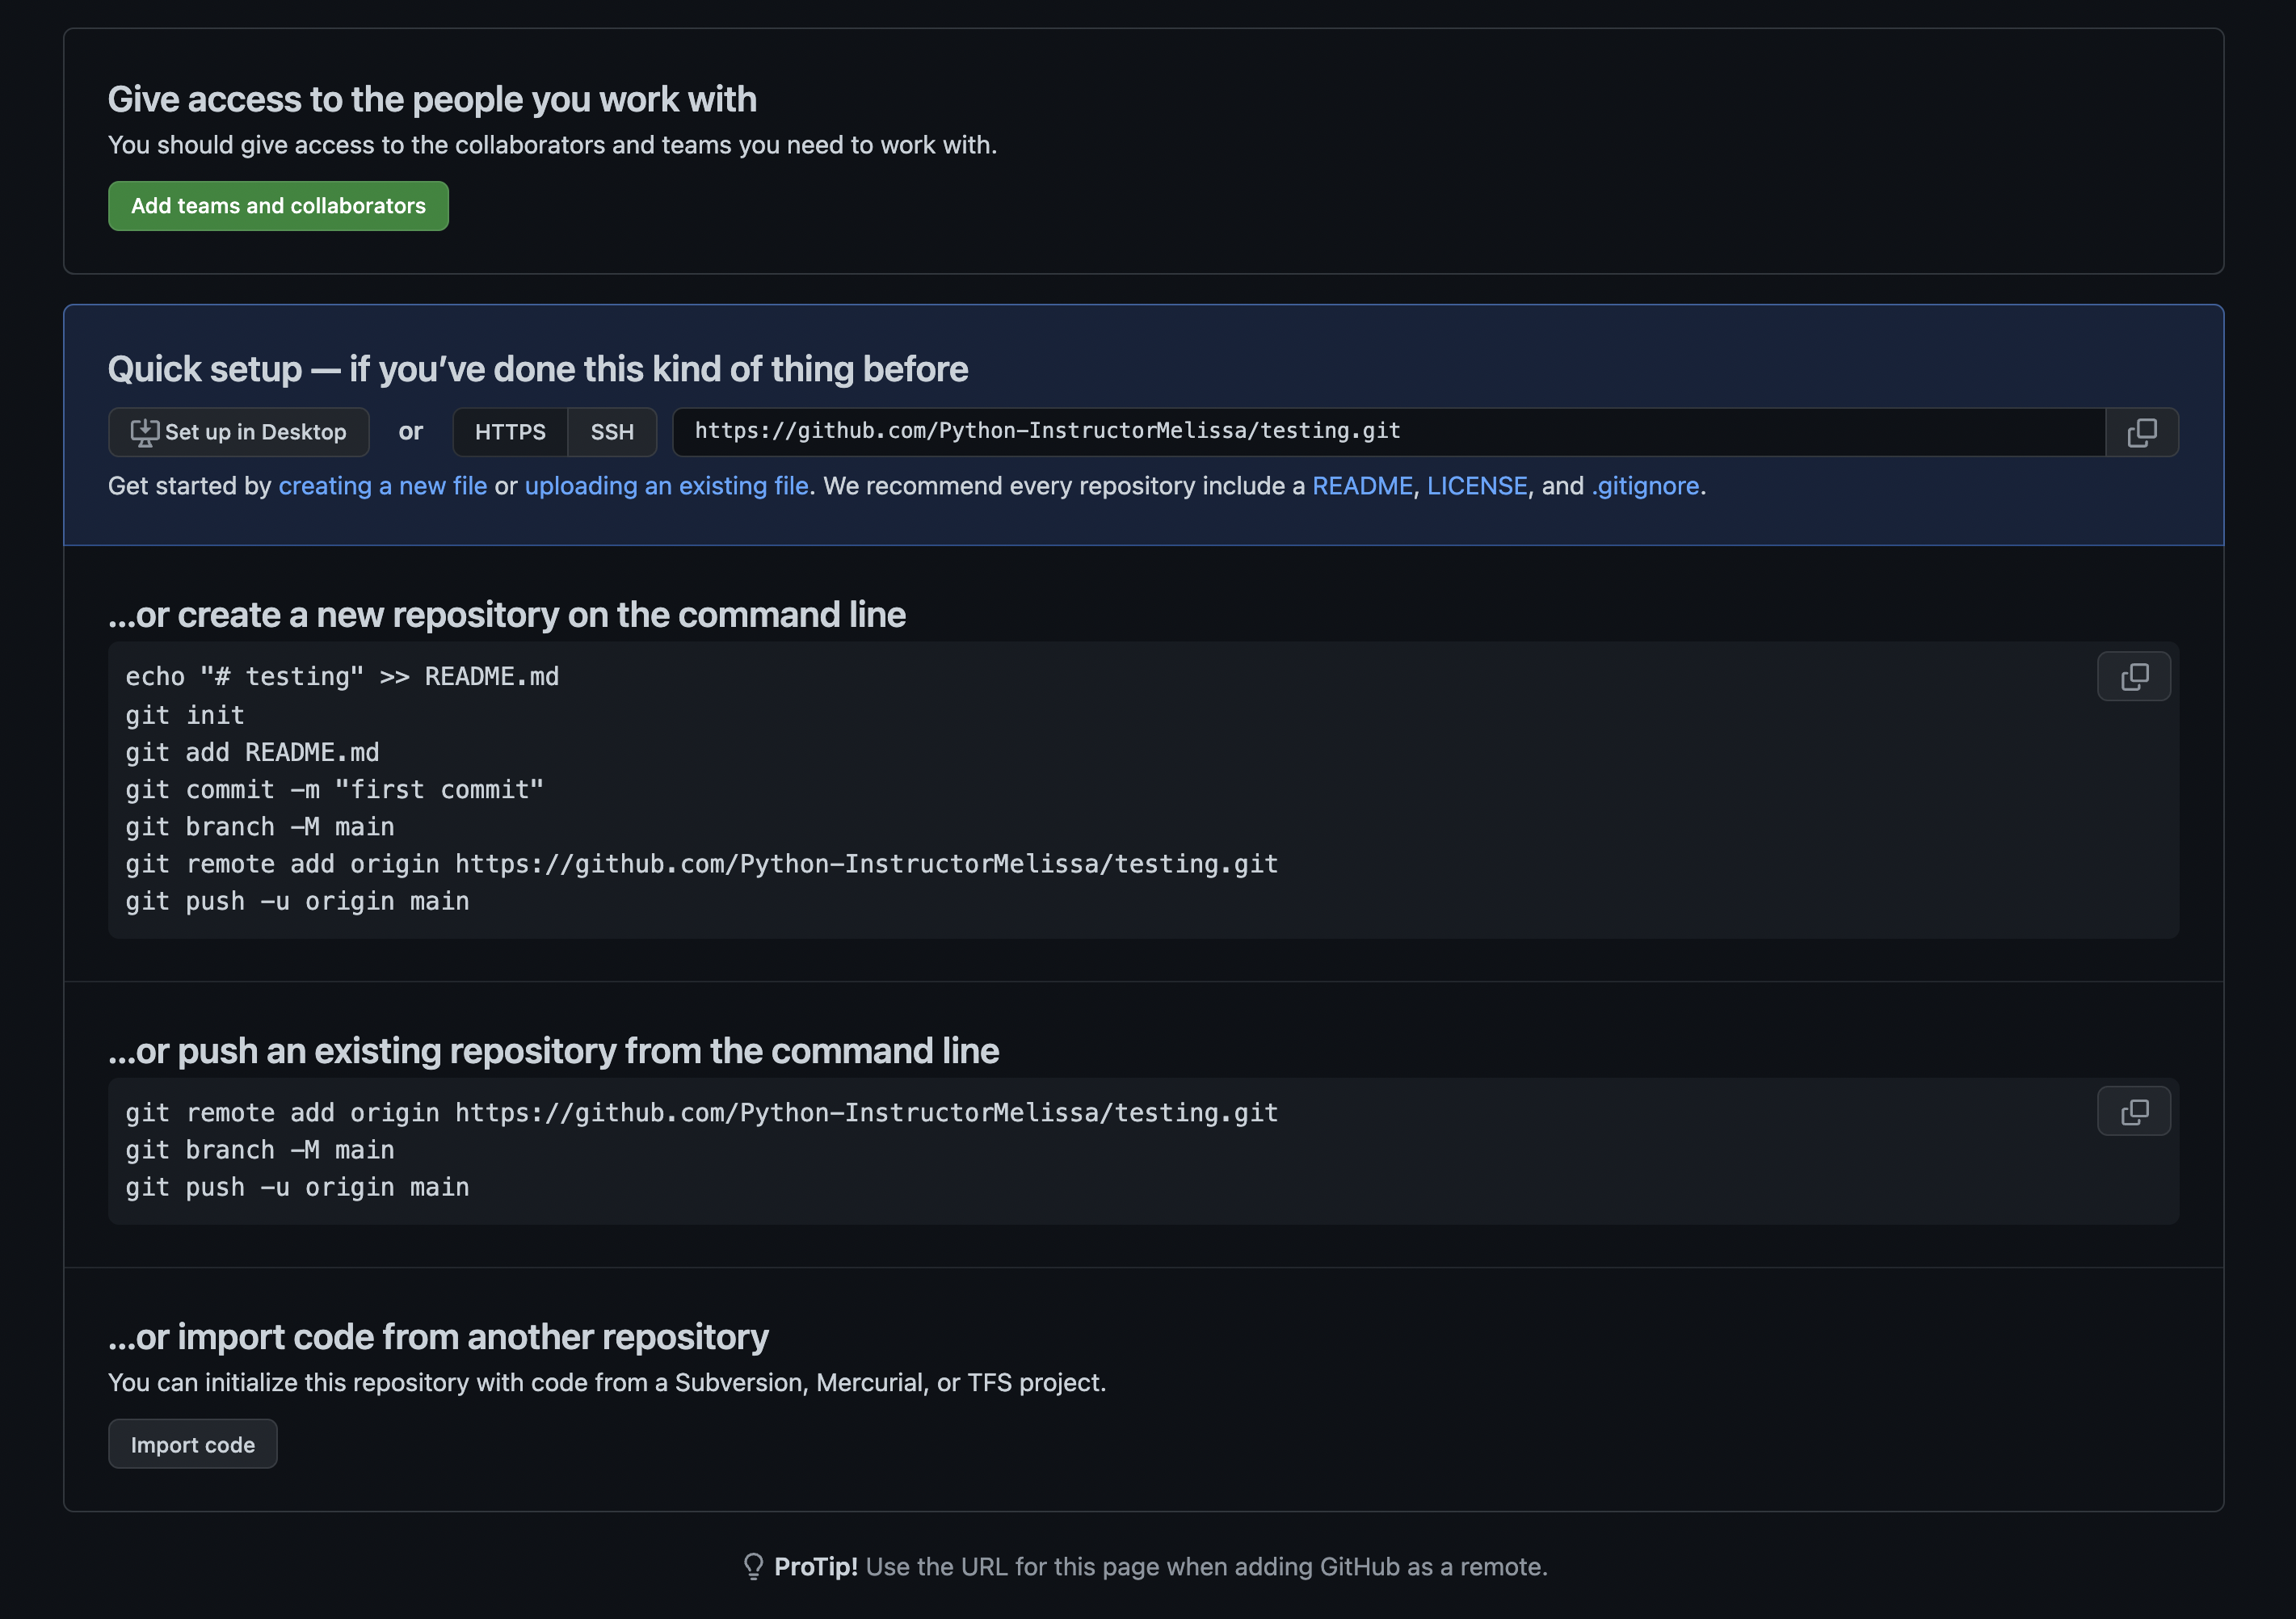 Give access to the people you work with
You should give access to the collaborators and teams you need to work with.
Add teams and collaborators
Quick setup — if you’ve done this kind of thing before
Set up in Desktop or HTTPS SSH https://github.com/Python-InstructorMelissa/testing.git
Get started by creating a new file or uploading an existing file. We recommend every repository include a README, LICENSE, and .gitignore.
…or create a new repository on the command line
echo "# testing" >> README.md
git init
git add README.md
git commit -m "first commit"
git branch -M main
git remote add origin https://github.com/Python-InstructorMelissa/testing.git
git push -u origin main
…or push an existing repository from the command line
git remote add origin https://github.com/Python-InstructorMelissa/testing.git
git branch -M main
git push -u origin main
…or import code from another repository
You can initialize this repository with code from a Subversion, Mercurial, or TFS project.
Import code
ProTip! Use the URL for this page when adding GitHub as a remote.